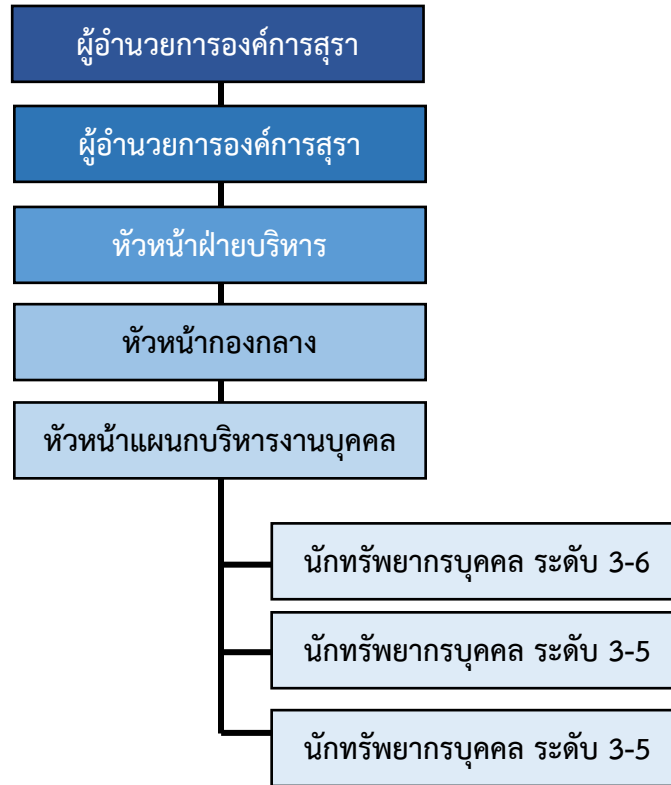 ผู้อำนวยการองค์การสุรา
ผู้อำนวยการองค์การสุรา
หัวหน้าฝ่ายบริหาร
หัวหน้ากองกลาง
หัวหน้าแผนกบริหารงานบุคคล
นักทรัพยากรบุคคล ระดับ 3-6
นักทรัพยากรบุคคล ระดับ 3-5
นักทรัพยากรบุคคล ระดับ 3-5